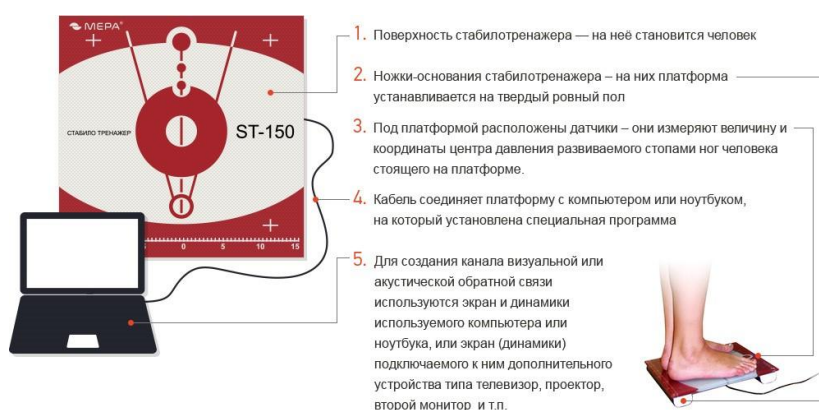 МЕРА®
СТАБИЛО ТРЕНАЖЕР
ST-150
0 5 10 15
1. Поверхность стабилотренажера — на неё становится человек
2. Ножки-основания стабилотренажера – на них платформа
устанавливается на твердый ровный пол
3. Под платформой расположены датчики – они измеряют величину и
координаты центра давления развиваемого стопами ног человека
стоящего на платформе.
4. Кабель соединяет платформу с компьютером или ноутбуком,
на который установлена специальная программа
5. Для создания канала визуальной или
акустической обратной связи
используются экран и динамики
используемого компьютера или
ноутбука, или экран (динамики)
подключаемого к ним дополнительного
устройства типа телевизор, проектор,
второй монитор и т.п.